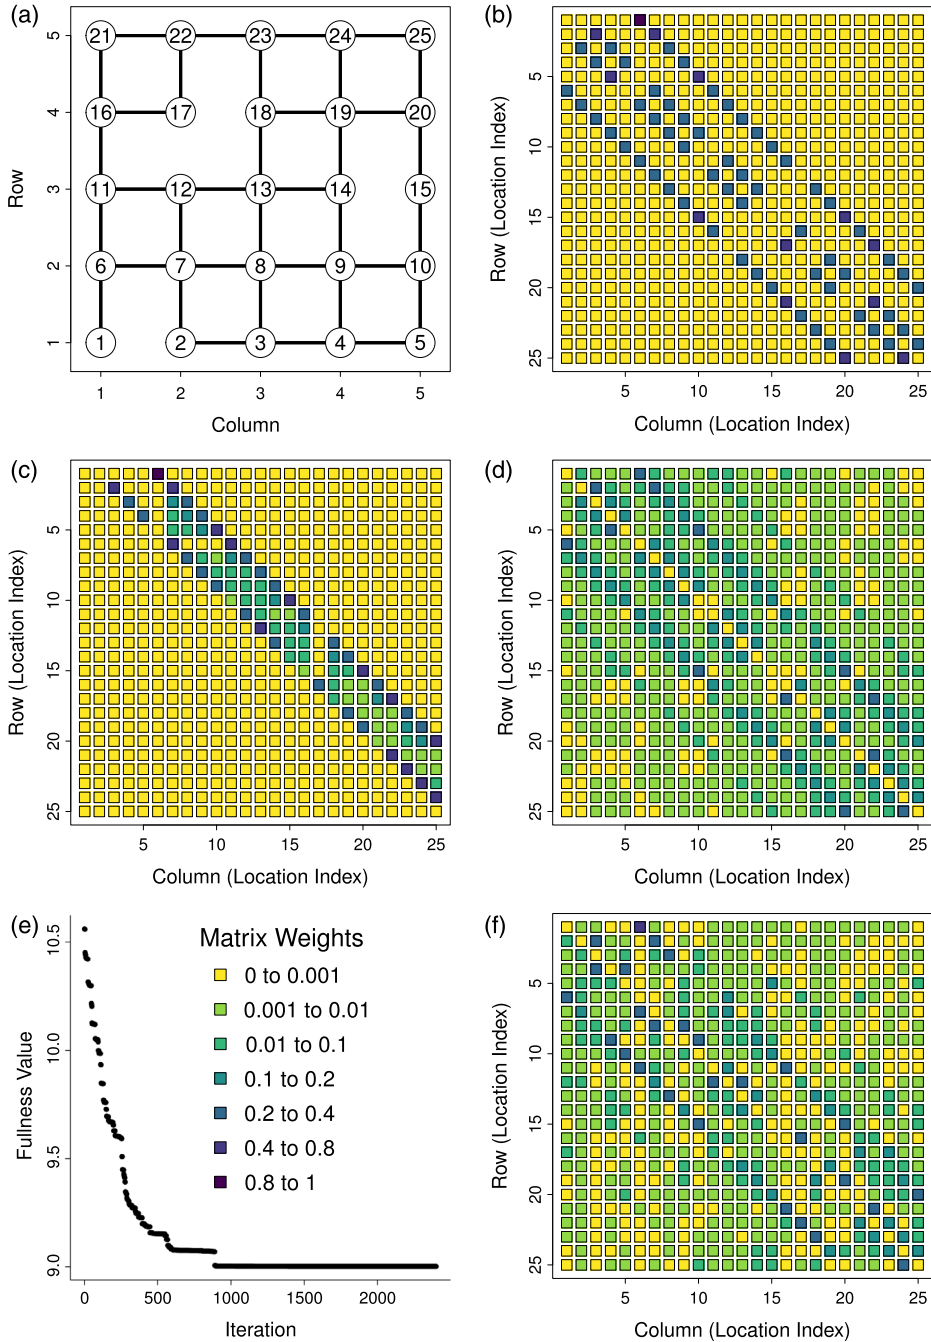 (a)
21 22 23 24 25
16 17 18 19 20
11 12 13 14 15
6 7 8 9 10
1 2 3 4 5
5
4
3
2
1
Row
1 2 3 4 5
Column
(b)
5
10
15
20
25
Row (Location Index)
5 10 15 20 25
Column (Location Index)
(c)
5
10
15
20
25
Row (Location Index)
5 10 15 20 25
Column (Location Index)
(d)
5
10
15
20
25
Row (Location Index)
5 10 15 20 25
Column (Location Index)
(e)
10.5
10.0
9.5
9.0
Fullness Value
Matrix Weights
0 to 0.001
0.001 to 0.01
0.01 to 0.1
0.1 to 0.2
0.2 to 0.4
0.4 to 0.8
0.8 to 1
0 500 1000 1500 2000
Iteration
(f)
5
10
15
20
25
Row (Location Index)
5 10 15 20 25
Column (Location Index)